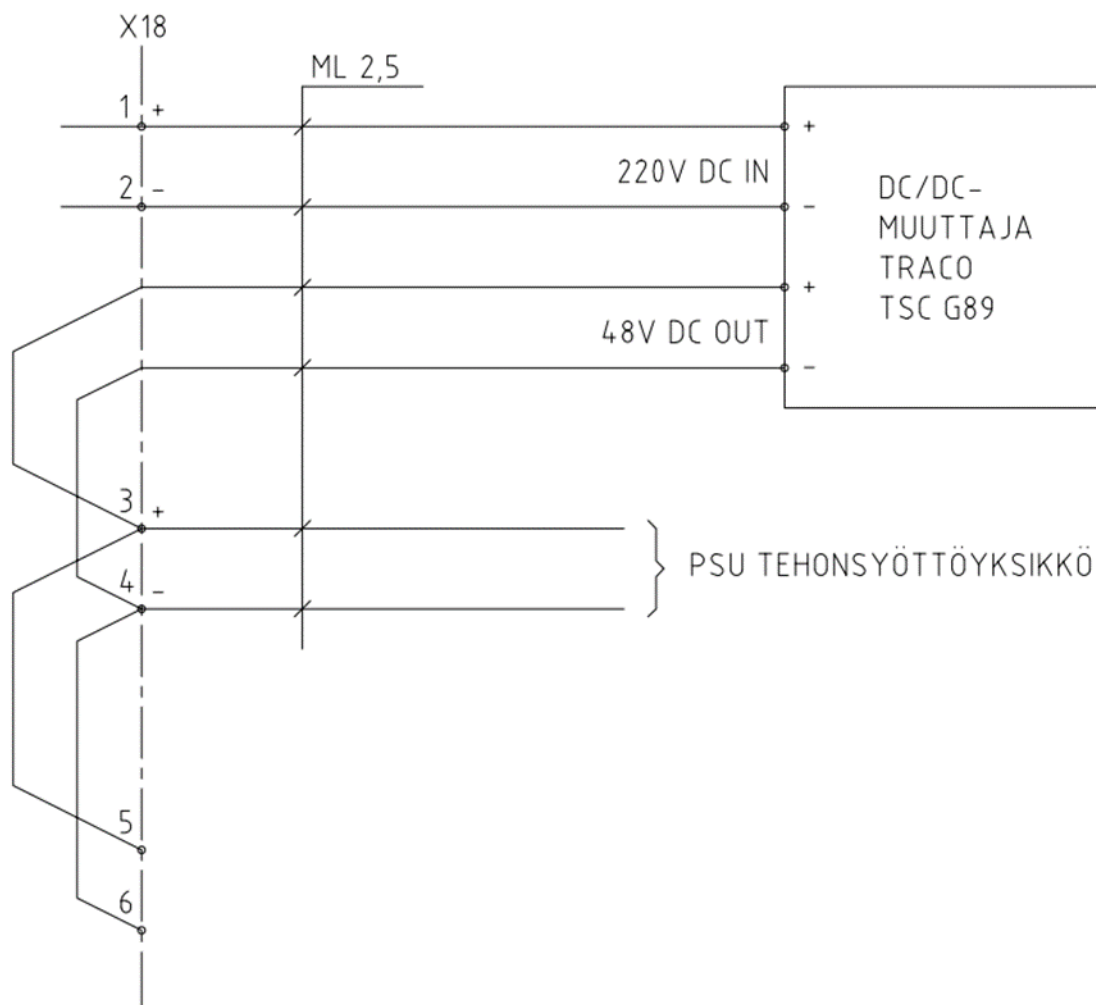 X18
ML 2,5
1 +
+
220V DC IN
2 -
-
DC/DC-
MUUTTAJA
TRACO
TSC G89
+
48V DC OUT
-
3 +
4 -
PSU TEHONSYÖTTÖYKSIKKÖ
5
6